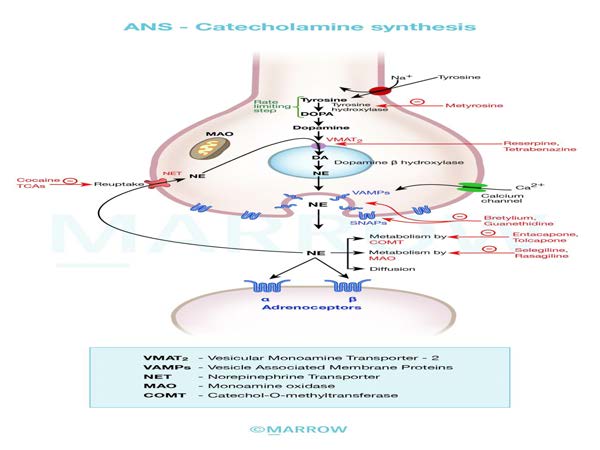 ANS - Catecholamine synthesis
Na+
Tyrosine
Rate
limiting
step
Tyrosine
Tyrosine
hydroxylase
Metyrosine
DOPA
Dopamine
MAO
VMAT2
Reserpine,
Tetrabenazine
DA
Dopamine β hydroxylase
NE
Cocaine
TCAs
Reuptake
NET
NE
VAMPs
Ca2+
Calcium
channel
NE
SNAPs
Bretylium,
Guanethidine
Metabolism by
COMT
Entacapone,
Tolcapone
NE
Metabolism by
MAO
Selegiline,
Rasagiline
Diffusion
α
β
Adrenoceptors
MARROW
VMAT2 - Vesicular Monoamine Transporter - 2
VAMPs - Vesicle Associated Membrane Proteins
NET - Norepinephrine Transporter
MAO - Monoamine oxidase
COMT - Catechol-O-methyltransferase
©MARROW